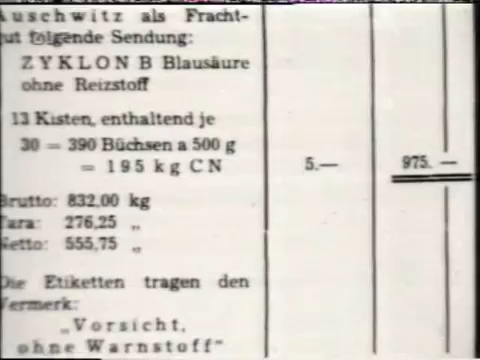 Auschwitz als Fracht-
gut folgende Sendung:
ZYKLON B Blausäure
ohne Reizstoff
13 Kisten, enthaltend je
30 = 390 Büchsen a 500 g
= 195 kg CN 5.— 975. —
Brutto: 832,00 kg
Tara: 276,25 „
Netto: 555,75 „
Die Etiketten tragen den
Vermerk:
„Vorsicht,
ohne Warnstoff"